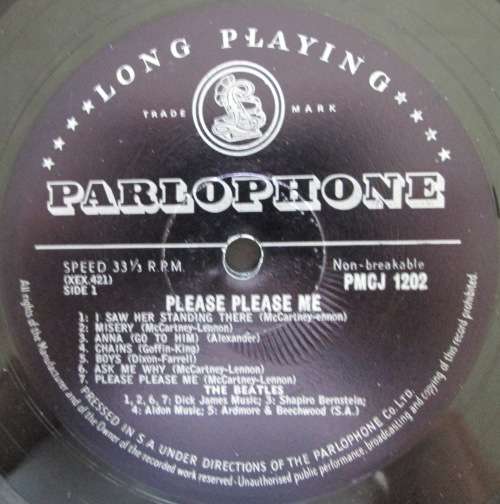 ★★★★★LONG PLAYING★★★★★
TRADE MARK
PARLOPHONE
SPEED 33⅓ R.P.M.
(XEX.421)
SIDE 1
Non-breakable
PMCJ 1202
PLEASE PLEASE ME
1: I SAW HER STANDING THERE (McCartney-ennon)
2: MISERY (McCartney-Lennon)
3: ANNA (GO TO HIM) (Alexander)
4: CHAINS (Goffin-King)
5: BOYS (Dixon-Farrell)
6: ASK ME WHY (McCartney-Lennon)
7: PLEASE PLEASE ME (McCartney-Lennon)
THE BEATLES
1, 2, 6, 7: Dick James Music; 3: Shapiro Bernstein;
4: Aldon Music; 5: Ardmore & Beechwood (S.A.)
PRESSED IN S.A. UNDER DIRECTIONS OF THE PARLOPHONE CO. LTD.
All rights of the Manufacturer and of the Owner of the recorded work reserved-Unauthorised public performance, broadcasting and copying of this record prohibited.